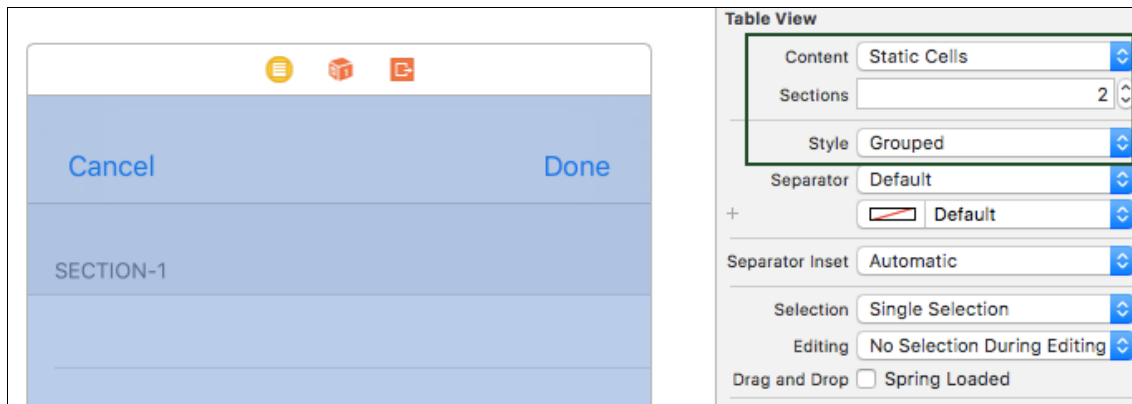 Cancel
Done
SECTION-1
Table View
Content Static Cells
Sections 2
Style Grouped
Separator Default
+ Default
Separator Inset Automatic
Selection Single Selection
Editing No Selection During Editing
Drag and Drop Spring Loaded